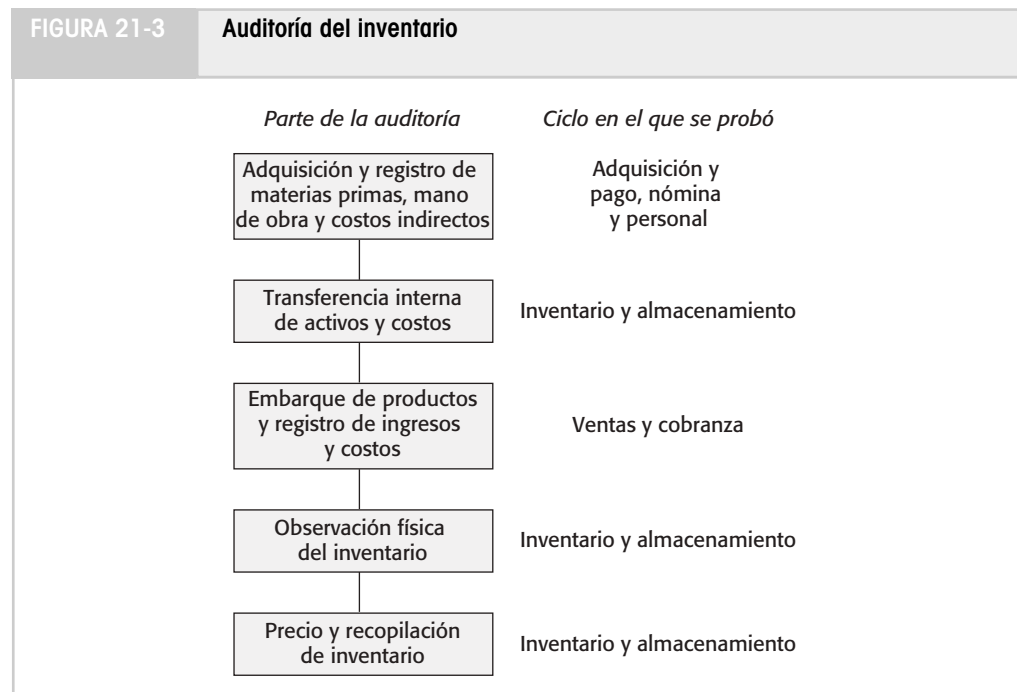 FIGURA 21-3 Auditoría del inventario
Parte de la auditoría
Ciclo en el que se probó
Adquisición y registro de
materias primas, mano
de obra y costos indirectos
Adquisición y
pago, nómina
y personal
Transferencia interna
de activos y costos
Inventario y almacenamiento
Embarque de productos
y registro de ingresos
y costos
Ventas y cobranza
Observación física
del inventario
Inventario y almacenamiento
Precio y recopilación
de inventario
Inventario y almacenamiento